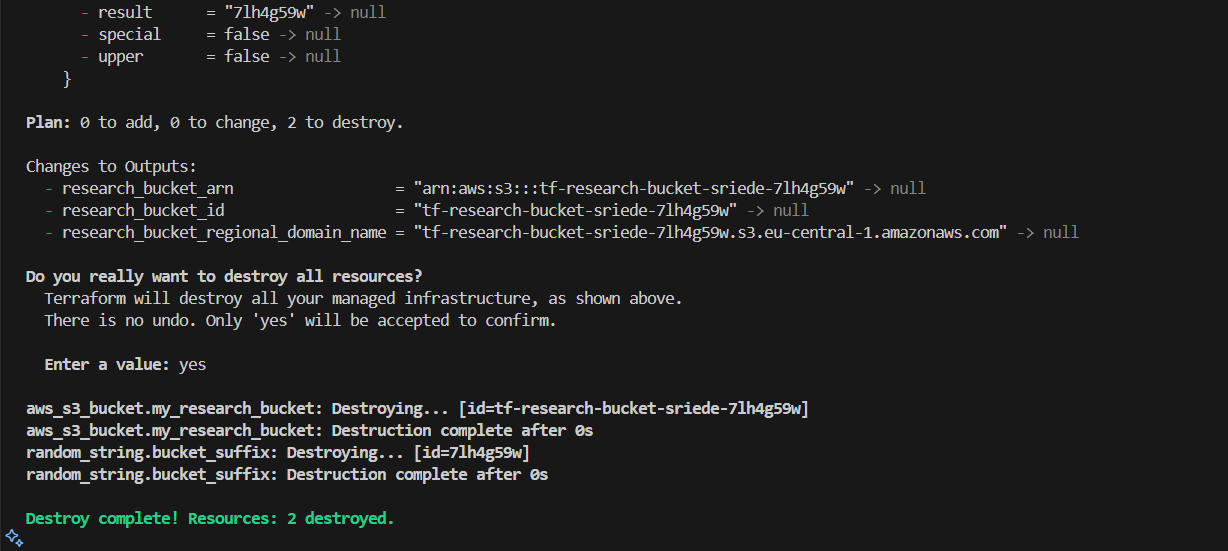 - result      = "7lh4g59w" -> null
- special     = false -> null
- upper       = false -> null
}
Plan: 0 to add, 0 to change, 2 to destroy.
Changes to Outputs:
- research_bucket_arn                  = "arn:aws:s3:::tf-research-bucket-sriede-7lh4g59w" -> null
- research_bucket_id                   = "tf-research-bucket-sriede-7lh4g59w" -> null
- research_bucket_regional_domain_name = "tf-research-bucket-sriede-7lh4g59w.s3.eu-central-1.amazonaws.com" -> null
Do you really want to destroy all resources?
Terraform will destroy all your managed infrastructure, as shown above.
There is no undo. Only 'yes' will be accepted to confirm.
Enter a value: yes
aws_s3_bucket.my_research_bucket: Destroying... [id=tf-research-bucket-sriede-7lh4g59w]
aws_s3_bucket.my_research_bucket: Destruction complete after 0s
random_string.bucket_suffix: Destroying... [id=7lh4g59w]
random_string.bucket_suffix: Destruction complete after 0s
Destroy complete! Resources: 2 destroyed.